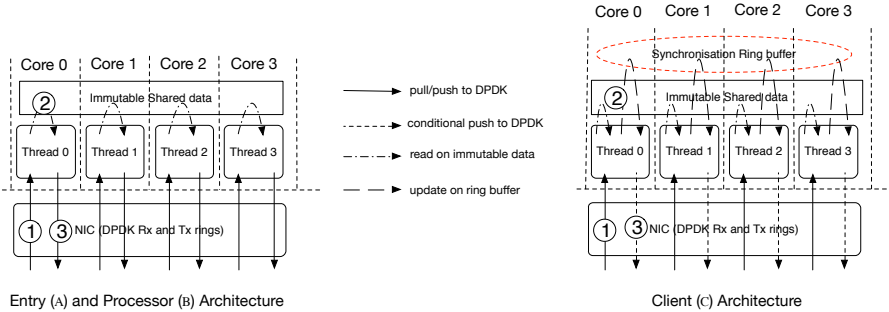 Core 0 Core 1 Core 2 Core 3
Immutable Shared data
2
Thread 0 Thread 1 Thread 2 Thread 3
1 3 NIC (DPDK Rx and Tx rings)
Entry (A) and Processor (B) Architecture
pull/push to DPDK
conditional push to DPDK
read on immutable data
update on ring buffer
Core 0 Core 1 Core 2 Core 3
Synchronisation Ring buffer
Immutable Shared data
2
Thread 0 Thread 1 Thread 2 Thread 3
1 3 NIC (DPDK Rx and Tx rings)
Client (C) Architecture